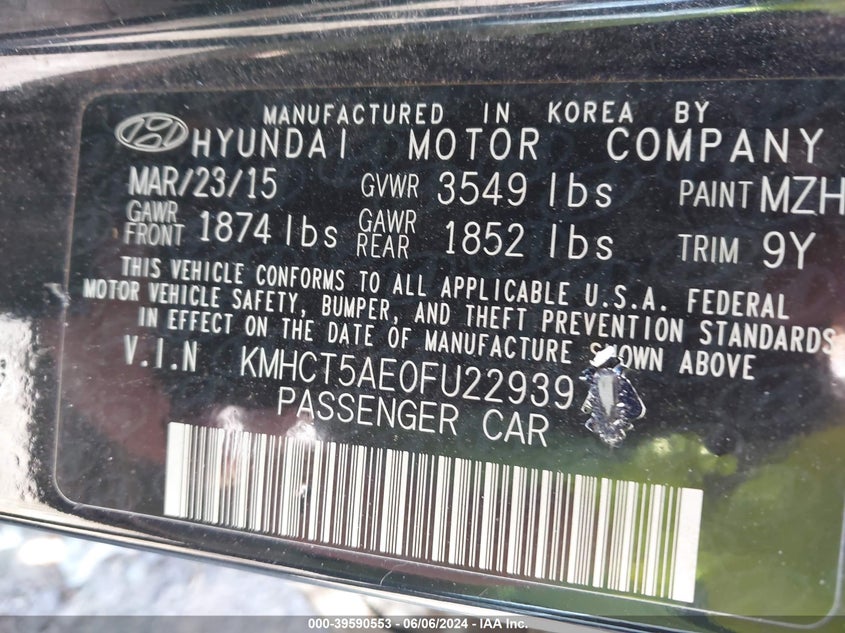 MANUFACTURED IN KOREA BY
HYUNDAI MOTOR COMPANY
MAR/23/15 GVWR 3549 lbs PAINT MZH
GAWR FRONT 1874 lbs GAWR REAR 1852 lbs TRIM 9Y
THIS VEHICLE CONFORMS TO ALL APPLICABLE U.S.A. FEDERAL
MOTOR VEHICLE SAFETY, BUMPER, AND THEFT PREVENTION STANDARDS
IN EFFECT ON THE DATE OF MANUFACTURE SHOWN ABOVE
V.I.N KMHCT5AE0FU22939
PASSENGER CAR
000-39590553 - 06/06/2024 - IAA Inc.